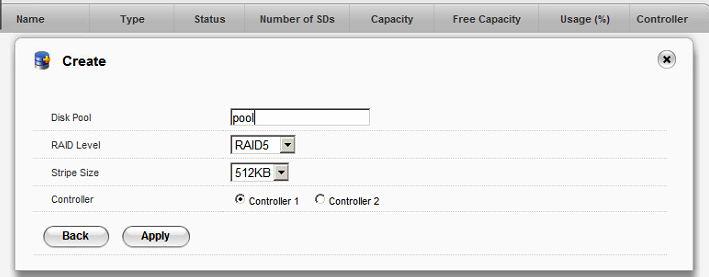 Name Type Status Number of SDs Capacity Free Capacity Usage (%) Controller
Create
Disk Pool pool
RAID Level RAID5
Stripe Size 512KB
Controller Controller 1 Controller 2
Back Apply